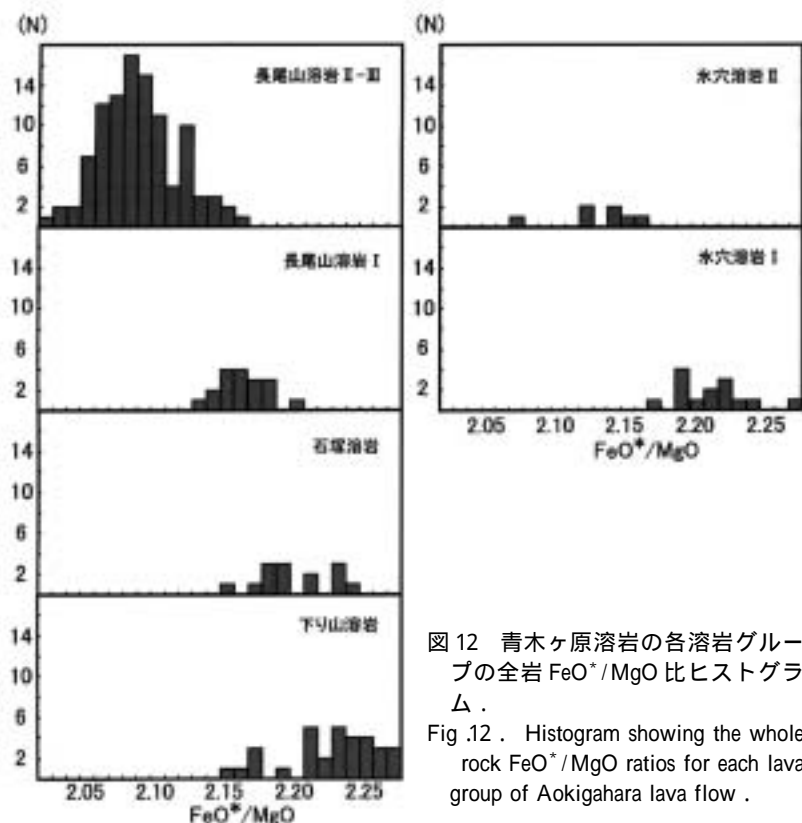 (N)
14
10
6
2
長尾山溶岩Ⅱ-Ⅲ
14
10
6
2
長尾山溶岩Ⅰ
14
10
6
2
石塚溶岩
14
10
6
2
下り山溶岩
2.05 2.10 2.15 2.20 2.25
FeO*/MgO
(N)
14
10
6
2
氷穴溶岩Ⅱ
14
10
6
2
氷穴溶岩Ⅰ
2.05 2.10 2.15 2.20 2.25
FeO*/MgO
図 12 青木ヶ原溶岩の各溶岩グルー
プの全岩 FeO*/MgO 比ヒストグラ
ム．
Fig .12 . Histogram showing the whole
rock FeO*/MgO ratios for each lava
group of Aokigahara lava flow .